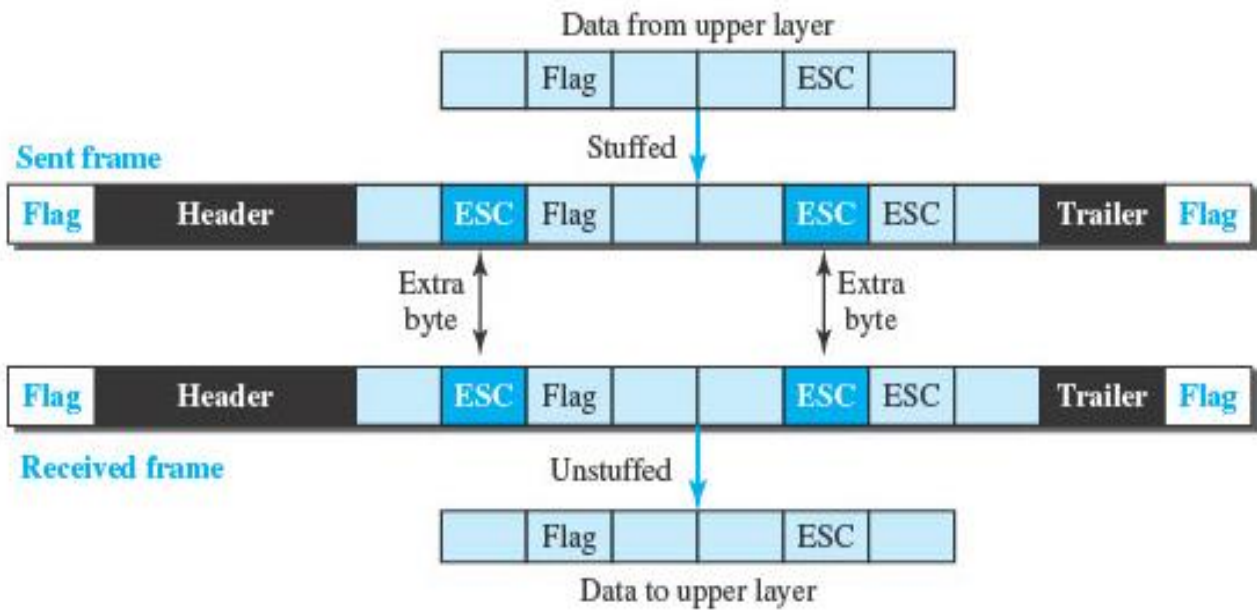 Data from upper layer
Flag ESC
Stuffed
Sent frame
Flag Header ESC Flag ESC ESC Trailer Flag
Extra byte Extra byte
Flag Header ESC Flag ESC ESC Trailer Flag
Received frame
Unstuffed
Flag ESC
Data to upper layer